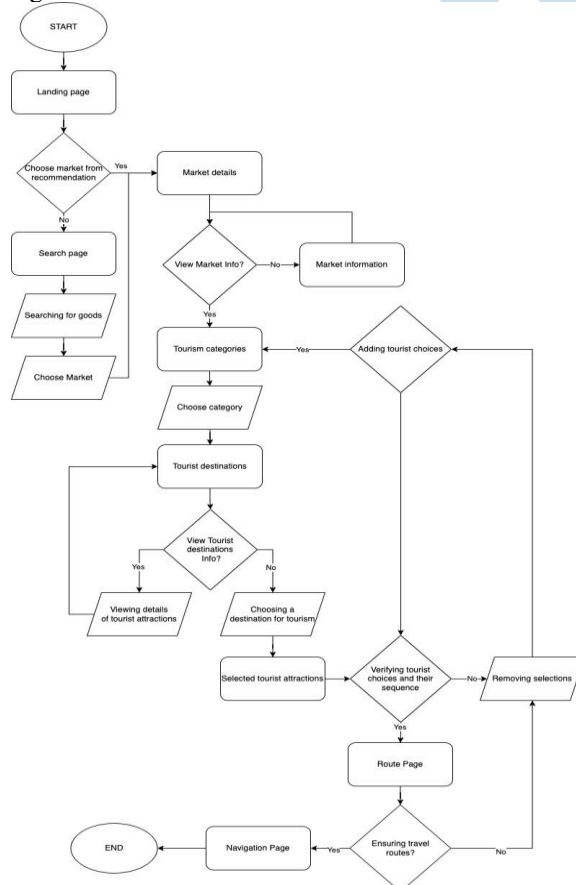 START
Landing page
Choose market from
recommendation
Yes
Market details
No
Search page
View Market Info?
No
Market information
Searching for goods
Yes
Choose Market
Tourism categories
Yes
Adding tourist choices
Choose category
Tourist destinations
View Tourist
destinations
Info?
Yes
No
Viewing details
of tourist attractions
Choosing a
destination for tourism
Selected tourist attractions
Verifying tourist
choices and their
sequence
No
Removing selections
Yes
Route Page
END
Navigation Page
Yes
Ensuring travel
routes?
No